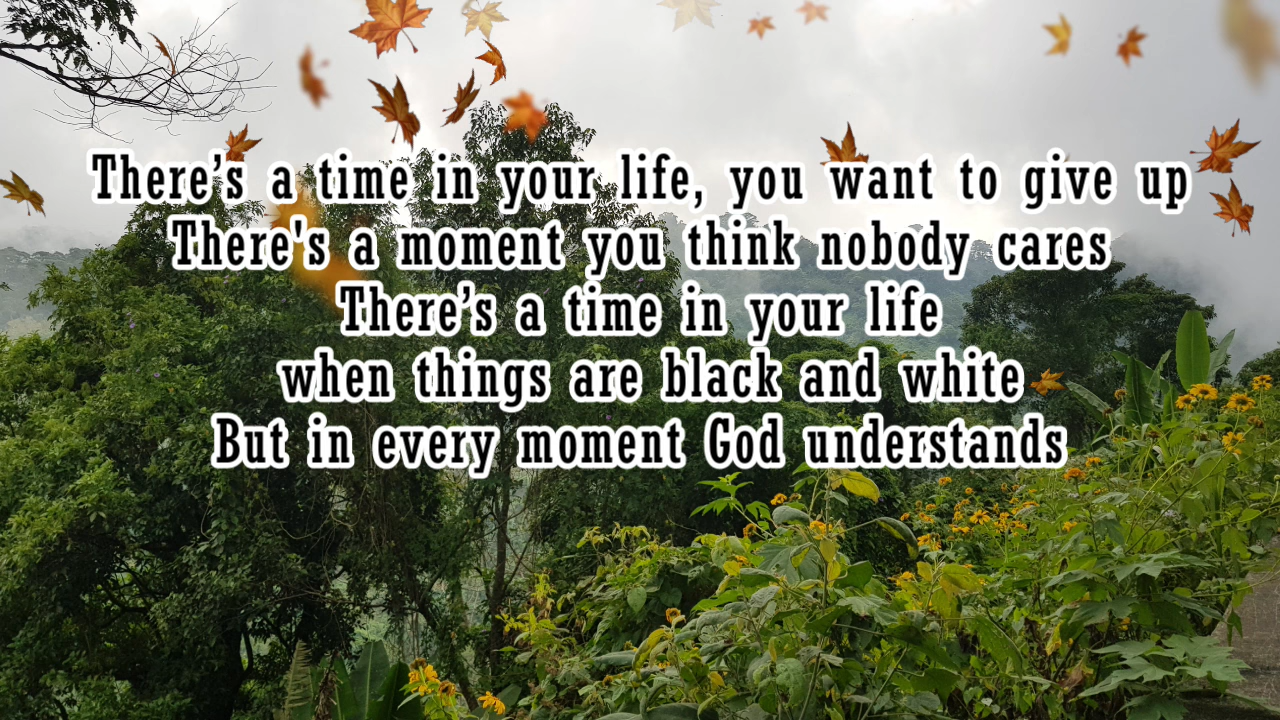 There’s a time in your life, you want to give up
There's a moment you think nobody cares
There’s a time in your life
when things are black and white
But in every moment God understands